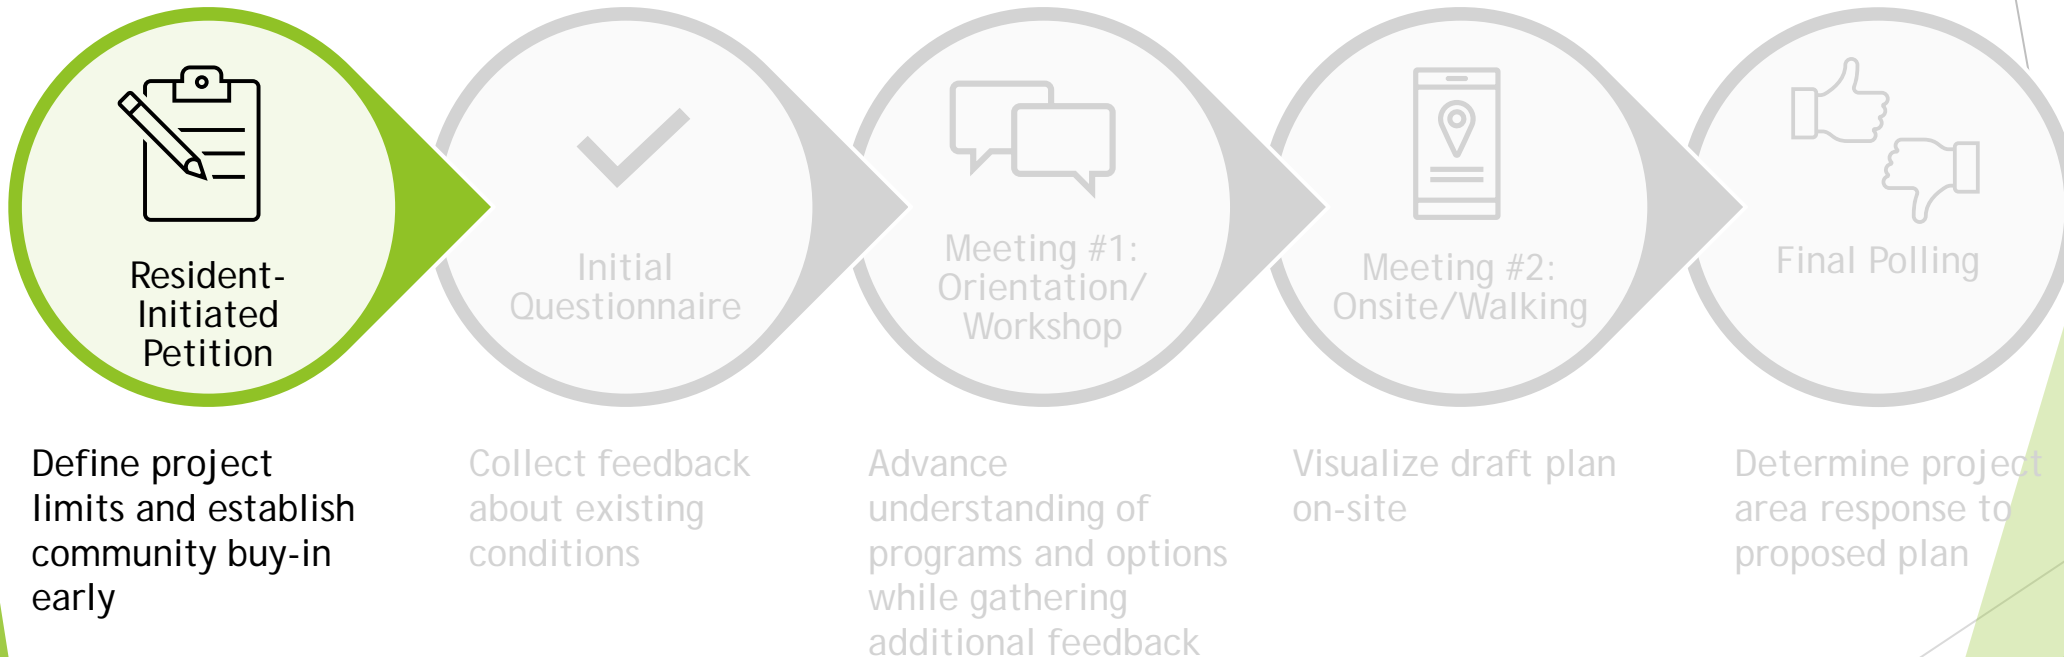 Resident-
Initiated
Petition
Define project
limits and establish
community buy-in
early
Initial
Questionnaire
Collect feedback
about existing
conditions
Meeting #1:
Orientation/
Workshop
Advance
understanding of
programs and options
while gathering
additional feedback
Meeting #2:
Onsite/Walking
Visualize draft plan
on-site
Final Polling
Determine project
area response to
proposed plan